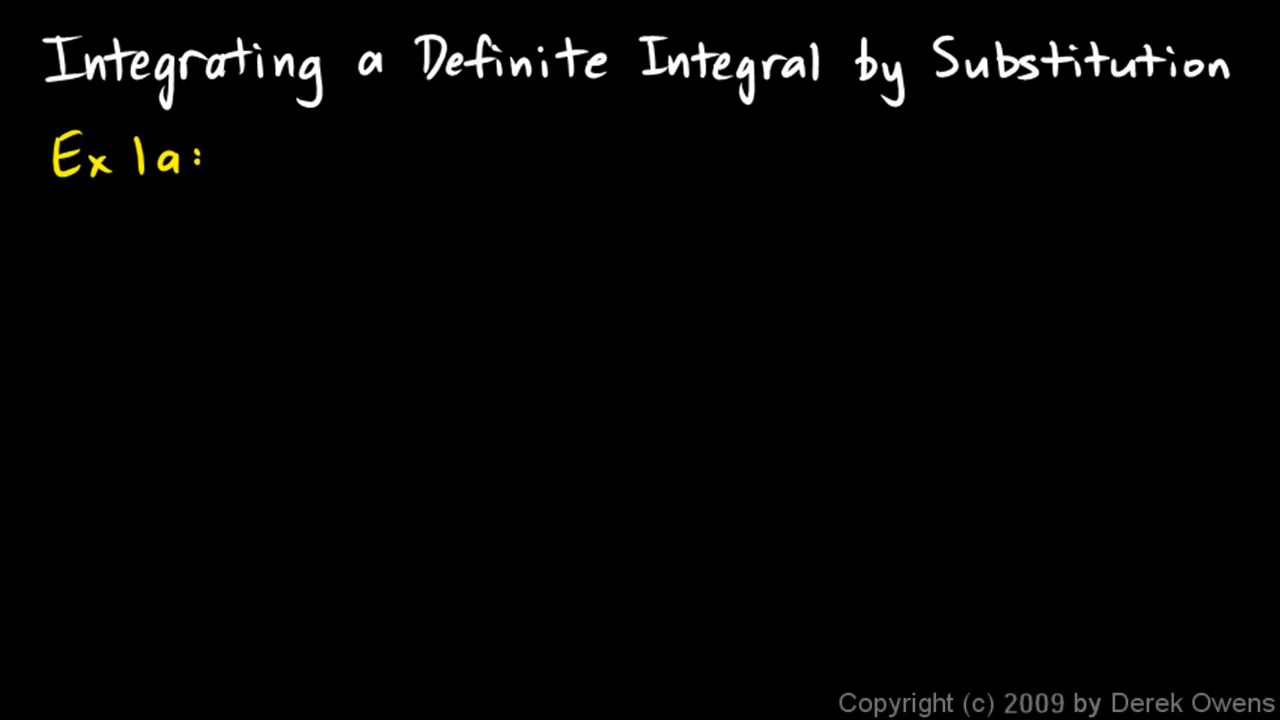 Integrating a Definite Integral by Substitution
Ex 1a:
Copyright (c) 2009 by Derek Owens